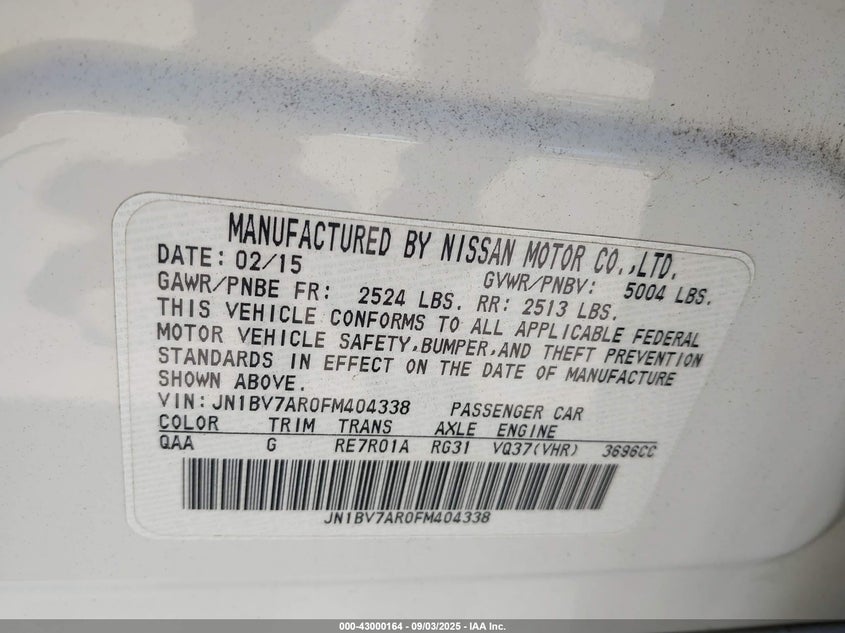 MANUFACTURED BY NISSAN MOTOR CO.,LTD.
DATE: 02/15 GVWR/PNBV: 5004 LBS.
GAWR/PNBE FR: 2524 LBS. RR: 2513 LBS.
THIS VEHICLE CONFORMS TO ALL APPLICABLE FEDERAL
MOTOR VEHICLE SAFETY,BUMPER,AND THEFT PREVENTION
STANDARDS IN EFFECT ON THE DATE OF MANUFACTURE
SHOWN ABOVE.
VIN: JN1BV7AR0FM404338 PASSENGER CAR
COLOR TRIM TRANS AXLE ENGINE
QAA G RE7R01A RG31 VQ37(VHR) 3696CC
JN1BV7AR0FM404338
000-43000164 - 09/03/2025 - IAA Inc.